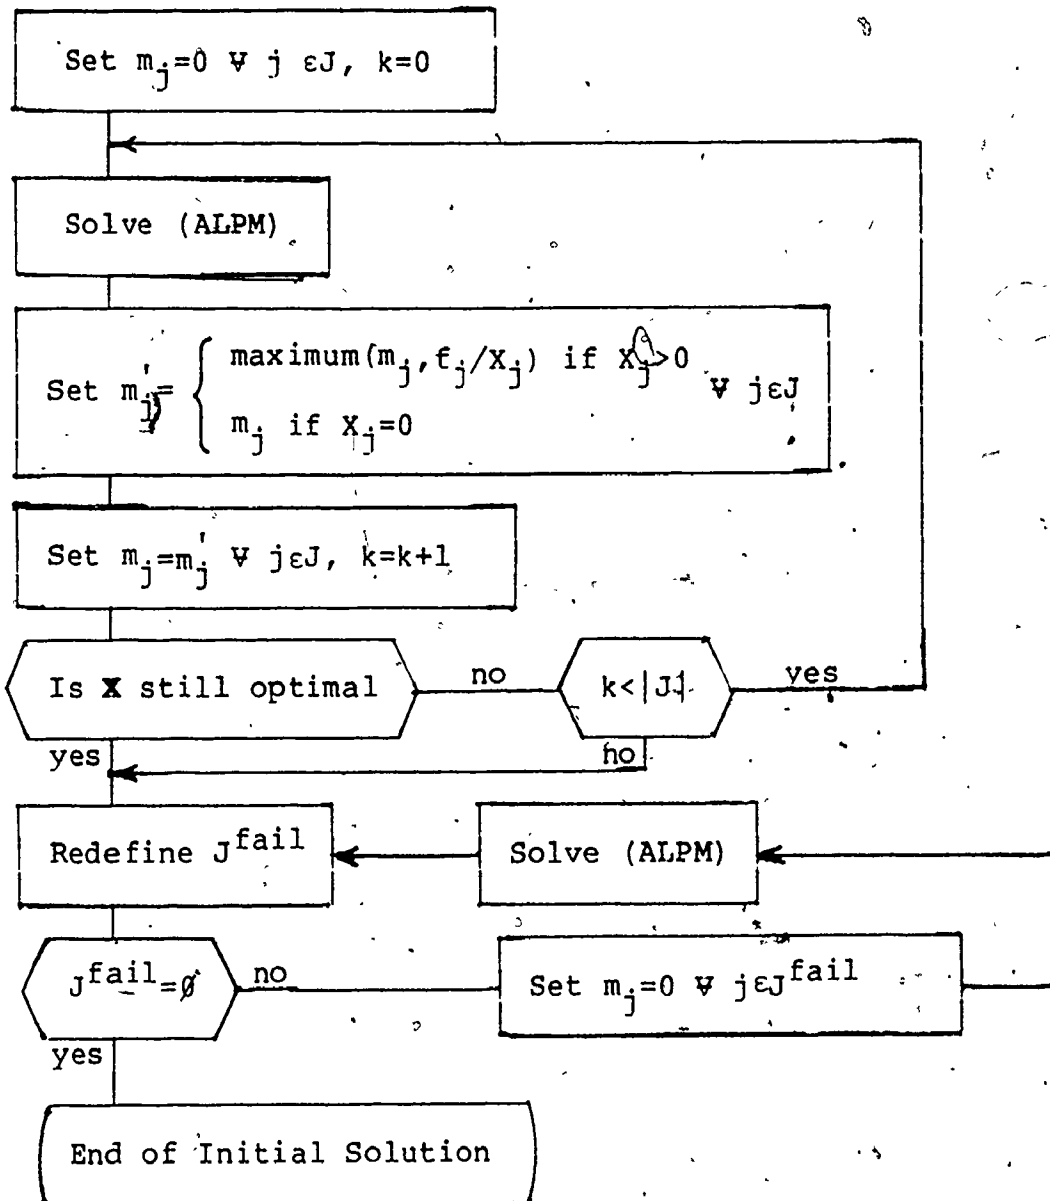 Set m_j=0 ∀ j εJ, k=0
Solve (ALPM)
Set m_j'= { maximum(m_j,f_j/X_j) if X_j>0
m_j if X_j=0
∀ jεJ
Set m_j=m_j' ∀ jεJ, k=k+1
Is X still optimal
no
k<|J|
yes
yes
no
Redefine J^fail
Solve (ALPM)
J^fail=∅
no
Set m_j=0 ∀ jεJ^fail
yes
End of Initial Solution